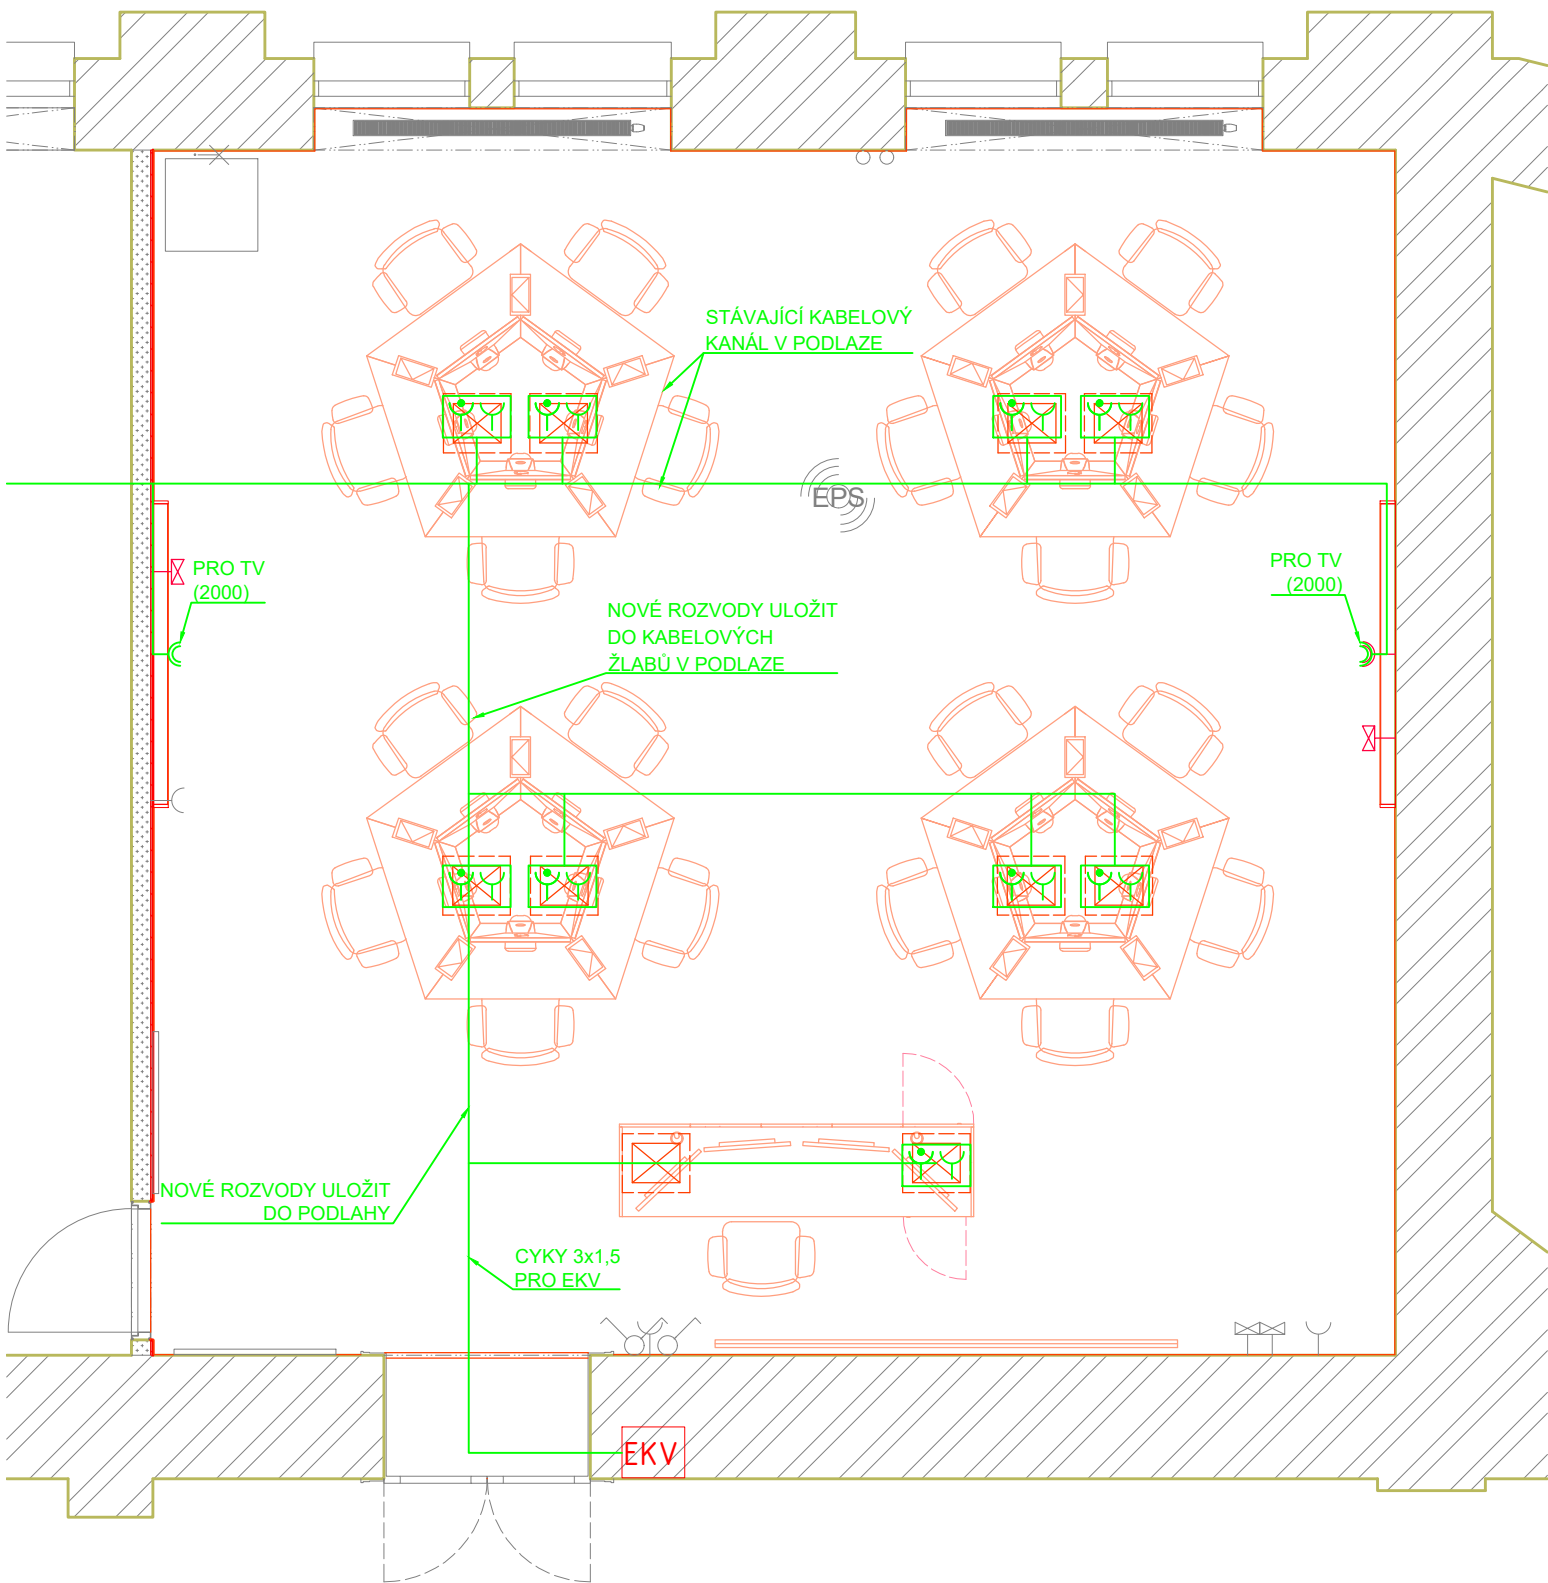 STÁVAJÍCÍ KABELOVÝ
KANÁL V PODLAZE
EPS
PRO TV
(2000)
PRO TV
(2000)
NOVÉ ROZVODY ULOŽIT
DO KABELOVÝCH
ŽLABŮ V PODLAZE
NOVÉ ROZVODY ULOŽIT
DO PODLAHY
CYKY 3x1,5
PRO EKV
EKV